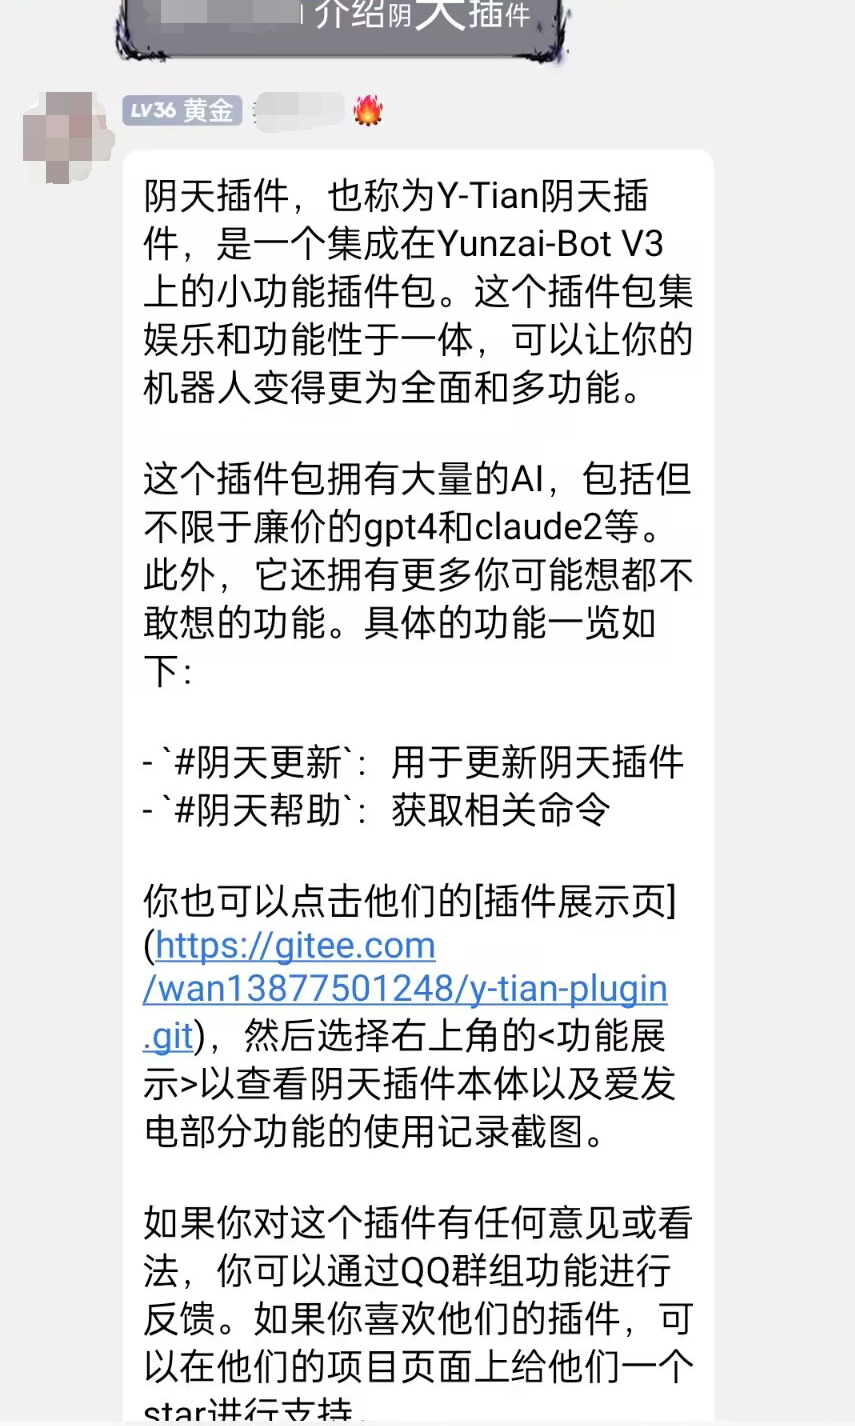 介绍阴天插件
LV36 黄金
阴天插件，也称为Y-Tian阴天插
件，是一个集成在Yunzai-Bot V3
上的小功能插件包。这个插件包集
娱乐和功能性于一体，可以让你的
机器人变得更为全面和多功能。
这个插件包拥有大量的AI，包括但
不限于廉价的gpt4和claude2等。
此外，它还拥有更多你可能想都不
敢想的功能。具体的功能一览如
下：
- `#阴天更新`：用于更新阴天插件
- `#阴天帮助`：获取相关命令
你也可以点击他们的[插件展示页]
(https://gitee.com
/wan13877501248/y-tian-plugin
.git)，然后选择右上角的<功能展
示>以查看阴天插件本体以及爱发
电部分功能的使用记录截图。
如果你对这个插件有任何意见或看
法，你可以通过QQ群组功能进行
反馈。如果你喜欢他们的插件，可
以在他们的项目页面上给他们一个
star进行支持。